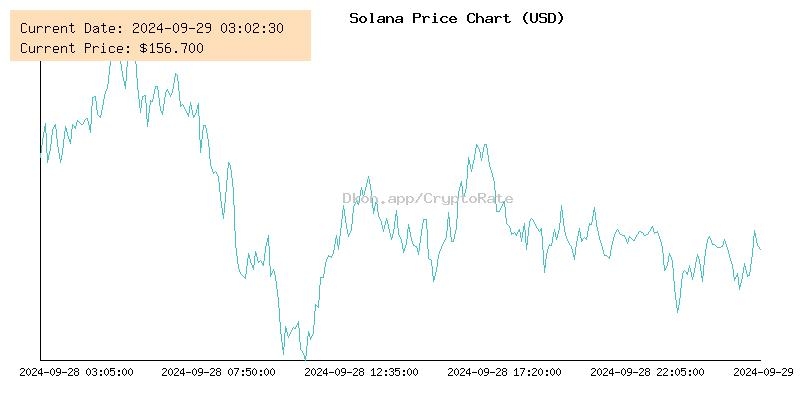 Solana Price Chart (USD)
Current Date: 2024-09-29 03:02:30
Current Price: $156.700
Dkon.app/CryptoRate
2024-09-28 03:05:00 2024-09-28 07:50:00 2024-09-28 12:35:00 2024-09-28 17:20:00 2024-09-28 22:05:00 2024-09-29